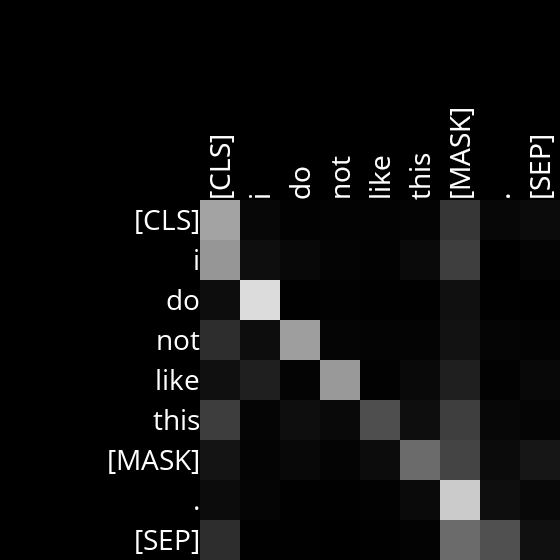 [CLS] i do not like this [MASK] . [SEP]
[CLS]
i
do
not
like
this
[MASK]
.
[SEP]